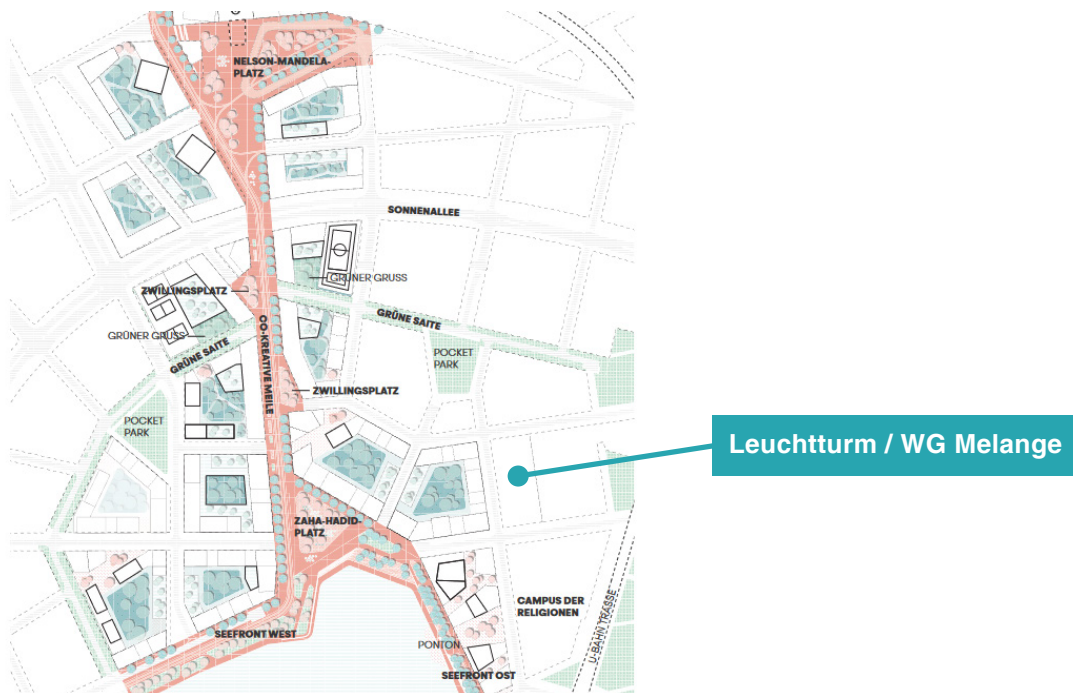 NELSON-MANDELA-
PLATZ
SONNENALLEE
GRÜNER GRUSS
ZWILLINGSPLATZ
GRÜNE SAITE
GRÜNER GRUSS
GRÜNE SAITE
CO-KREATIVE MEILE
POCKET
PARK
ZWILLINGSPLATZ
POCKET
PARK
Leuchtturm / WG Melange
ZAHA-HADID-
PLATZ
CAMPUS DER
RELIGIONEN
U-BAHN TRASSE
SEEFRONT WEST
PONTON
SEEFRONT OST